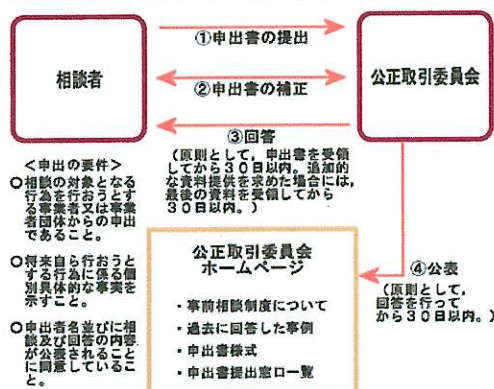 ①申出書の提出
相談者
公正取引委員会
②申出書の補正
③回答
(原則として，申出書を受領
してから３０日以内。追加的
な資料提供を求めた場合には，
最後の資料を受領してから
３０日以内。)
＜申出の要件＞
○相談の対象となる
行為を行おうとす
る事業者又は事業
者団体からの申出
であること。
○将来自ら行おうと
する行為に係る個
別具体的な事実を
示すこと。
○申出者名並びに相
談及び回答の内容
が公表されること
に同意しているこ
と。
公正取引委員会
ホームページ
・事前相談制度について
・過去に回答した事例
・申出書様式
・申出書提出窓口一覧
④公表
(原則として，
回答を行って
から３０日以内。)